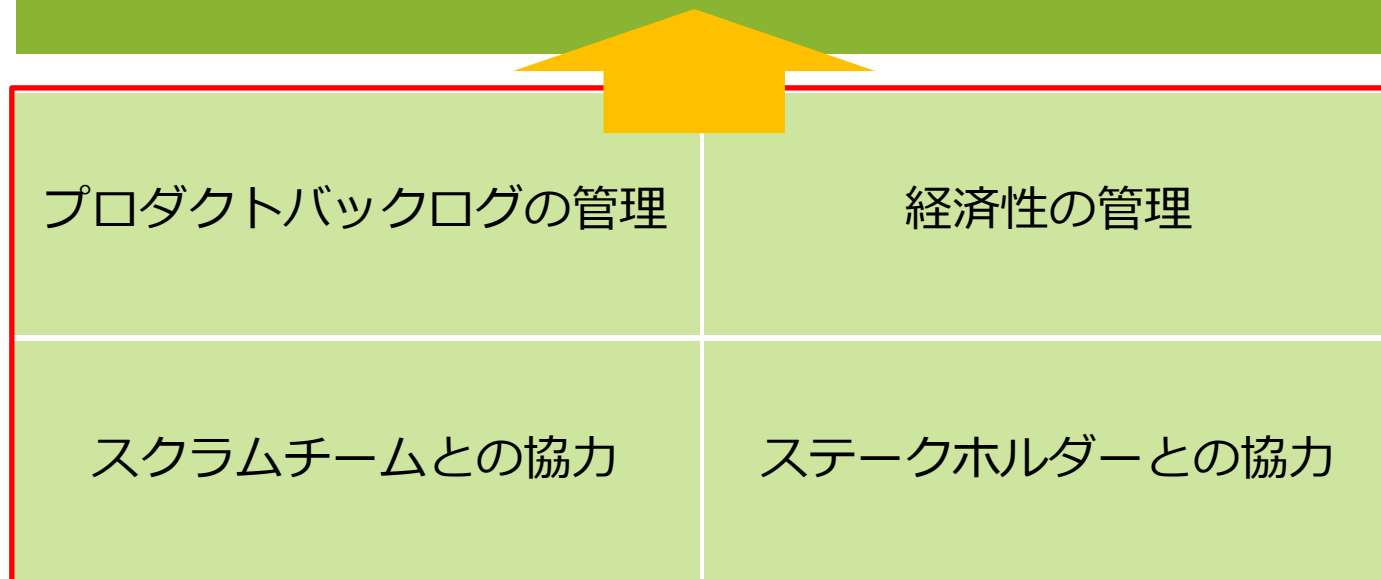 プロダクトバックログの管理
経済性の管理
スクラムチームとの協力
ステークホルダーとの協力